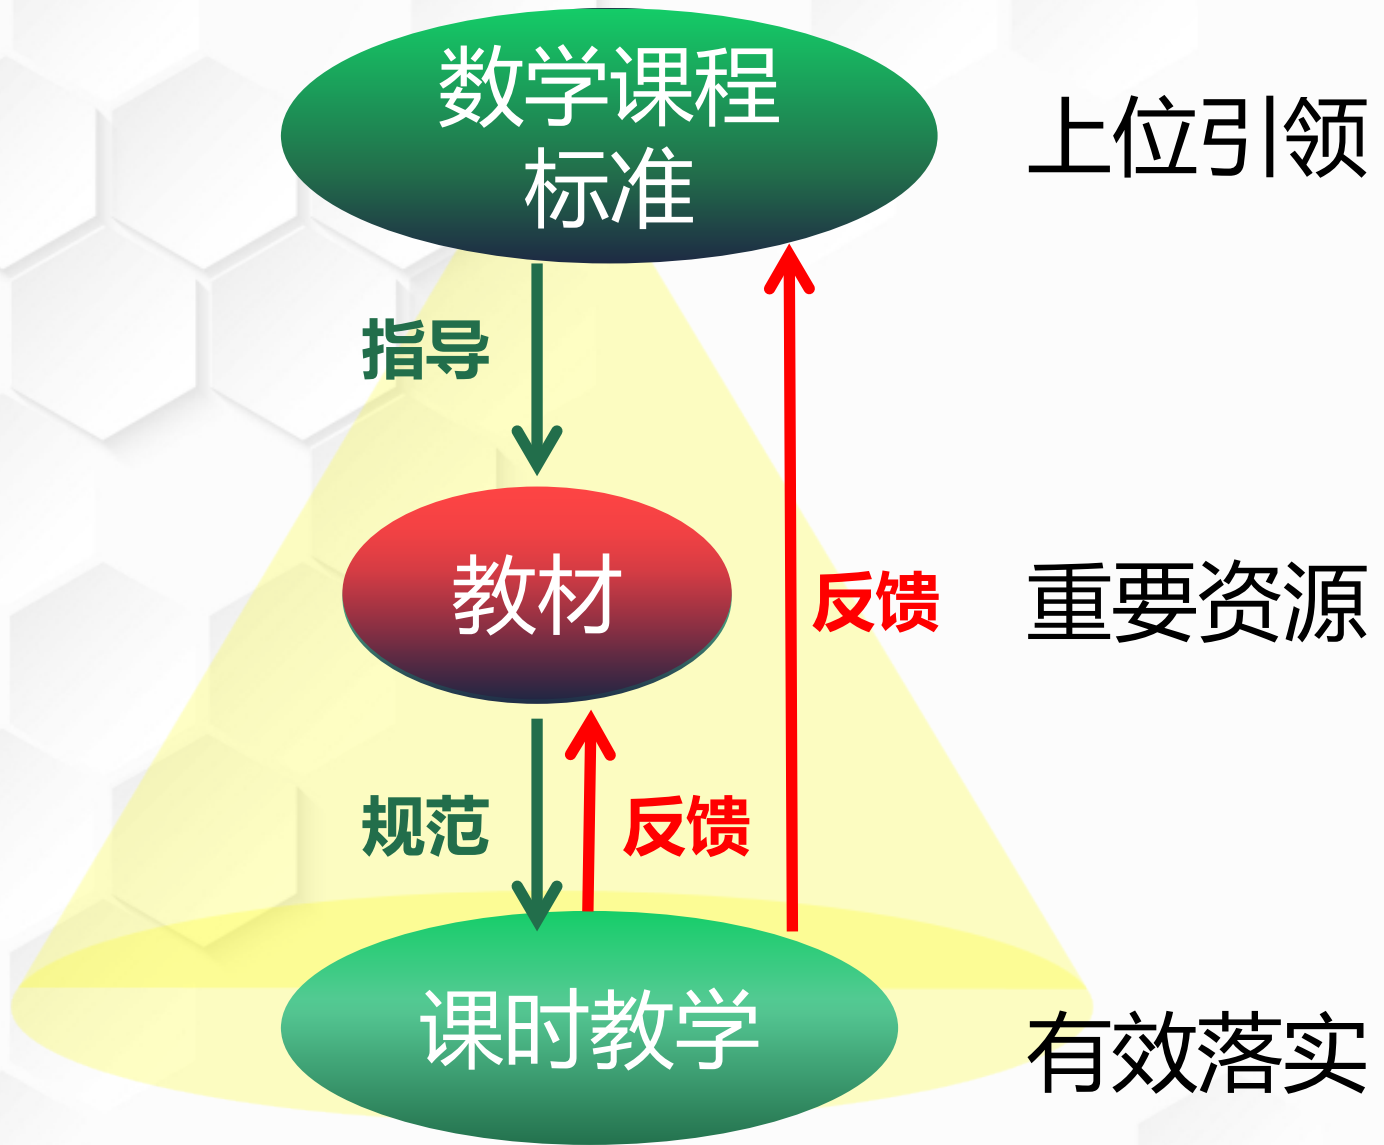 数学课程
标准
上位引领
指导
教材
反馈
重要资源
规范
反馈
课时教学
有效落实